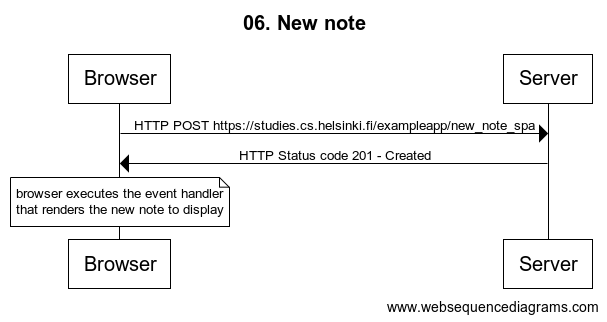 06. New note
Browser
Server
HTTP POST https://studies.cs.helsinki.fi/exampleapp/new_note_spa
HTTP Status code 201 - Created
browser executes the event handler
that renders the new note to display
Browser
Server
www.websequencediagrams.com